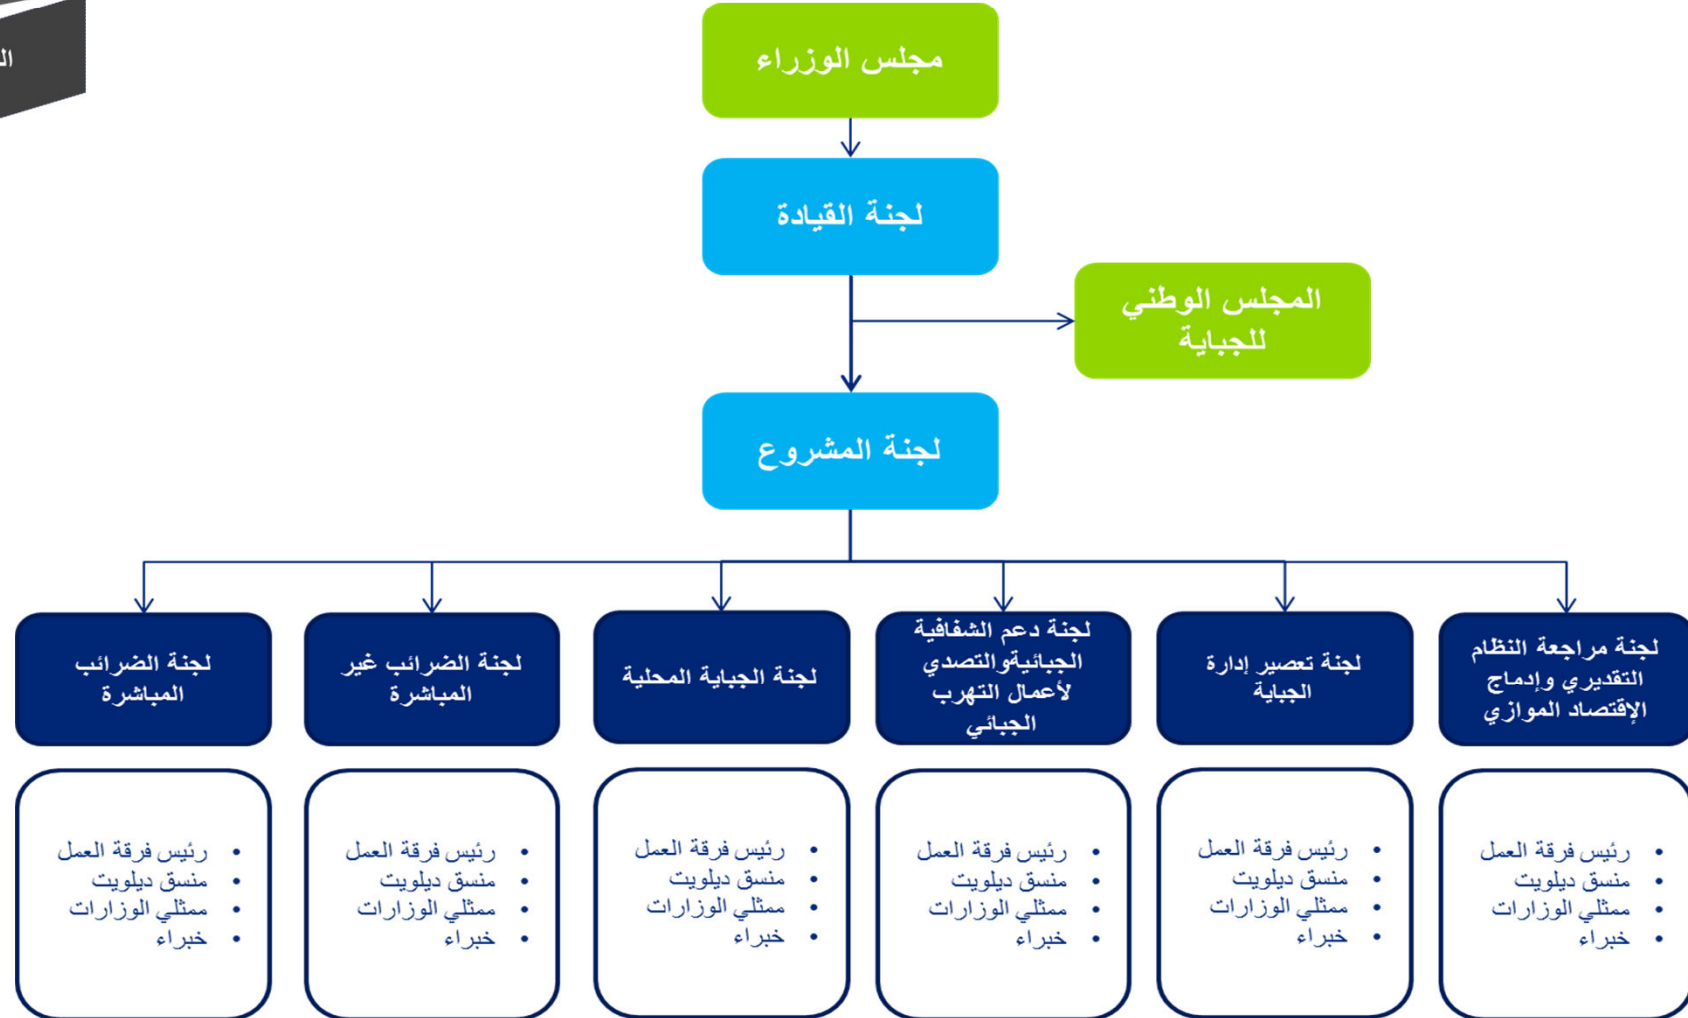 مجلس الوزراء
لجنة القيادة
المجلس الوطني
للجباية
لجنة المشروع
لجنة مراجعة النظام
التقديري وإدماج
الإقتصاد الموازي
لجنة تعصير إدارة
الجباية
لجنة دعم الشفافية
الجبائيةوالتصدي
لأعمال التهرب
الجبائي
لجنة الجباية المحلية
لجنة الضرائب غير
المباشرة
لجنة الضرائب
المباشرة
• رئيس فرقة العمل
• منسق ديلويت
• ممثلي الوزارات
• خبراء
• رئيس فرقة العمل
• منسق ديلويت
• ممثلي الوزارات
• خبراء
• رئيس فرقة العمل
• منسق ديلويت
• ممثلي الوزارات
• خبراء
• رئيس فرقة العمل
• منسق ديلويت
• ممثلي الوزارات
• خبراء
• رئيس فرقة العمل
• منسق ديلويت
• ممثلي الوزارات
• خبراء
• رئيس فرقة العمل
• منسق ديلويت
• ممثلي الوزارات
• خبراء